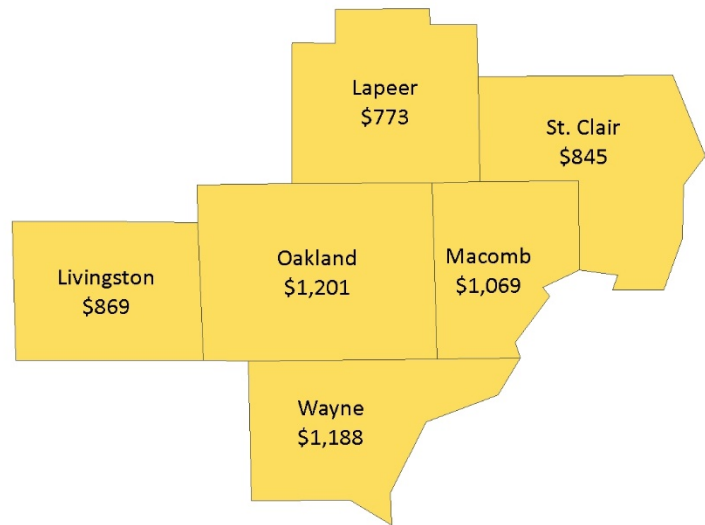 Lapeer
$773
St. Clair
$845
Livingston
$869
Oakland
$1,201
Macomb
$1,069
Wayne
$1,188